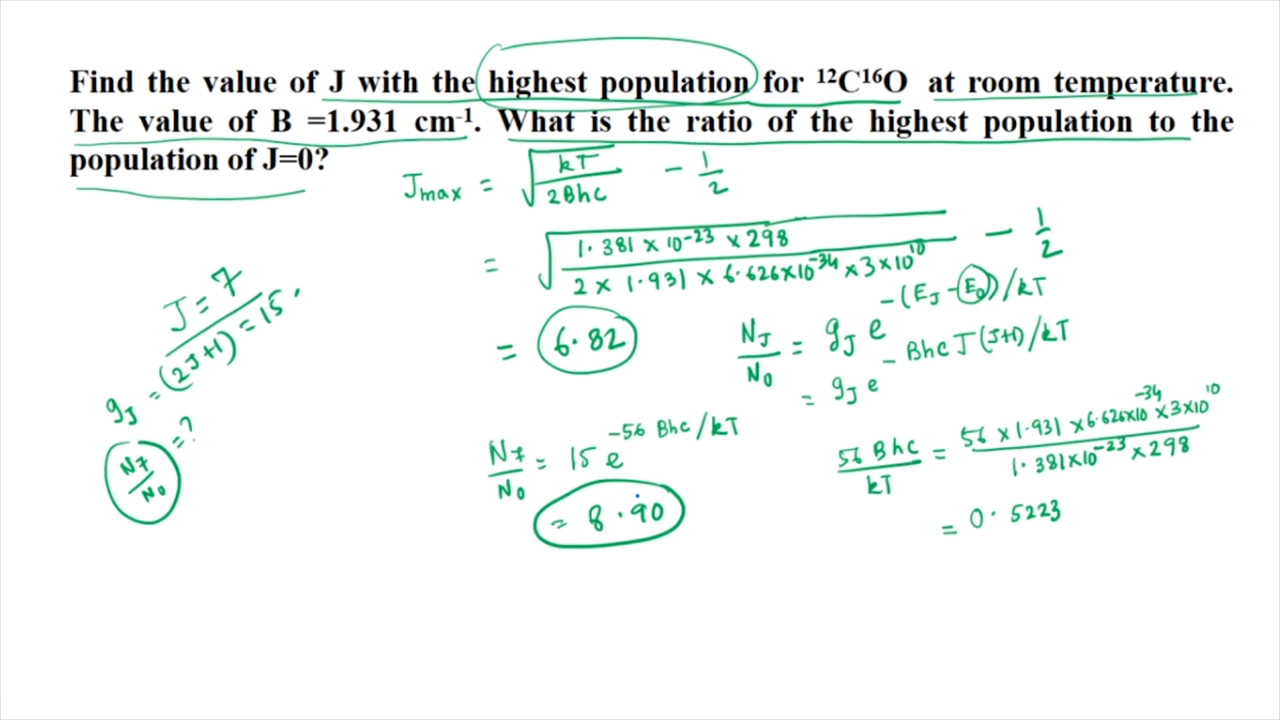 Find the value of J with the highest population for ¹²C¹⁶O at room temperature.
The value of B =1.931 cm⁻¹. What is the ratio of the highest population to the
population of J=0?
J max = √(kT / 2Bhc) - 1/2
= √(1.381 × 10⁻²³ × 298 / 2 × 1.931 × 6.626×10⁻³⁴ × 3×10¹⁰) - 1/2
= 6.82
J = 7
gJ = (2J+1) = 15
N7/N0 = ?
NJ/N0 = gJ e^-(EJ - E0)/kT
= gJ e^- BhcJ(J+1)/kT
N7/N0 = 15 e^-56 Bhc/kT
= 8.90
56 Bhc / kT = 56 × 1.931 × 6.626×10⁻³⁴ × 3×10¹⁰ / 1.381×10⁻²³ × 298
= 0.5223